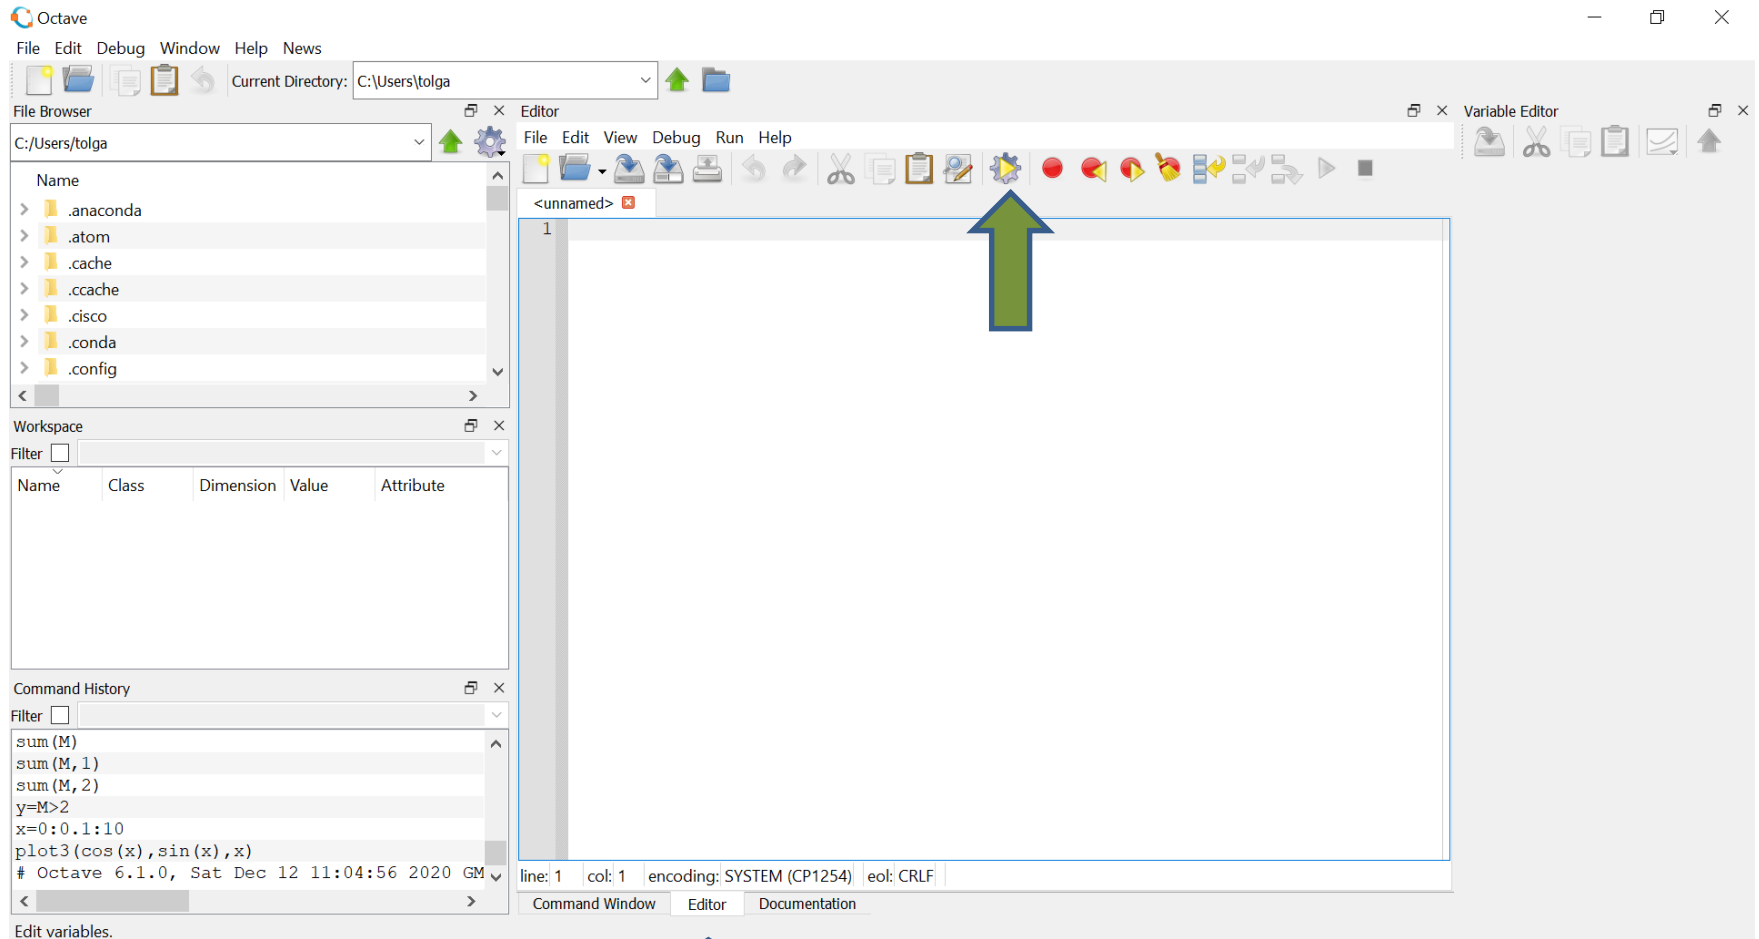 Octave
File Edit Debug Window Help News
Current Directory: C:\Users\tolga
File Browser
C:/Users/tolga
Name
.anaconda
.atom
.cache
.ccache
.cisco
.conda
.config
Workspace
Filter
Name Class Dimension Value Attribute
Command History
Filter
sum(M)
sum(M,1)
sum(M,2)
y=M>2
x=0:0.1:10
plot3(cos(x),sin(x),x)
# Octave 6.1.0, Sat Dec 12 11:04:56 2020 GM
Editor
File Edit View Debug Run Help
<unnamed>
1
line: 1 col: 1 encoding: SYSTEM (CP1254) eol: CRLF
Command Window Editor Documentation
Variable Editor
Edit variables.